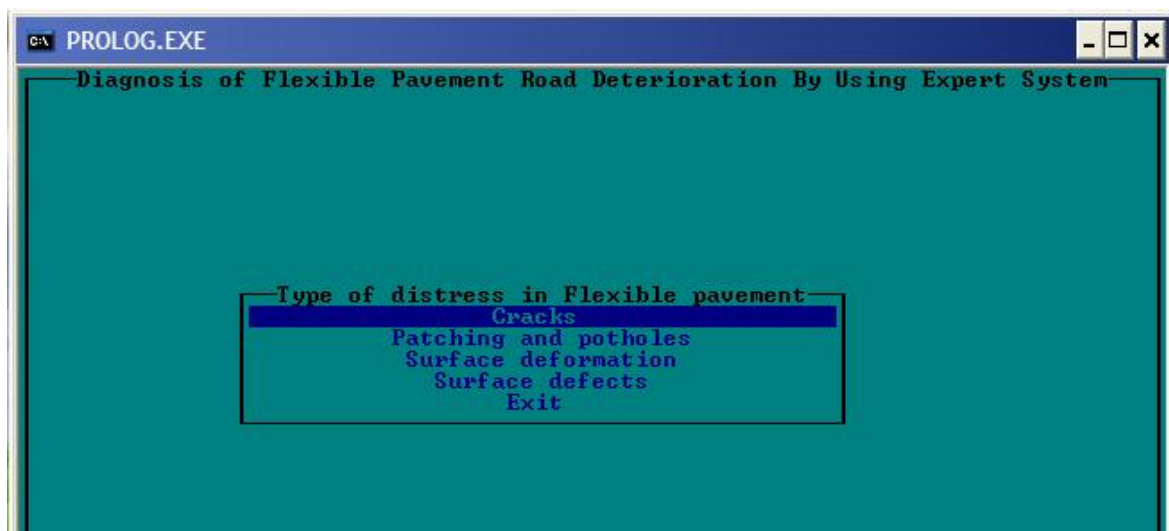 PROLOG.EXE
Diagnosis of Flexible Pavement Road Deterioration By Using Expert System
Type of distress in Flexible pavement
Cracks
Patching and potholes
Surface deformation
Surface defects
Exit